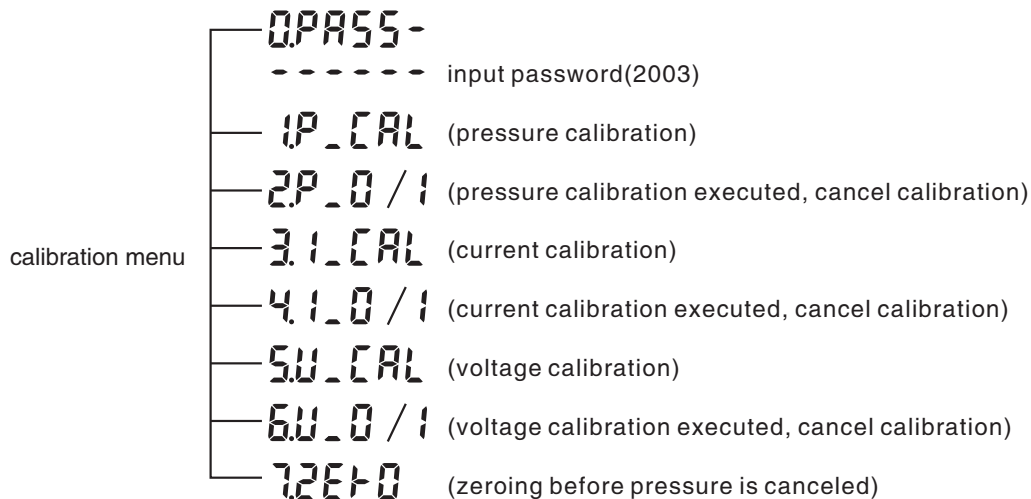 0.PASS-
------ input password(2003)
1.P_CAL (pressure calibration)
2.P_0/1 (pressure calibration executed, cancel calibration)
3.I_CAL (current calibration)
calibration menu
4.I_0/1 (current calibration executed, cancel calibration)
5.U_CAL (voltage calibration)
6.U_0/1 (voltage calibration executed, cancel calibration)
7.ZEr0 (zeroing before pressure is canceled)